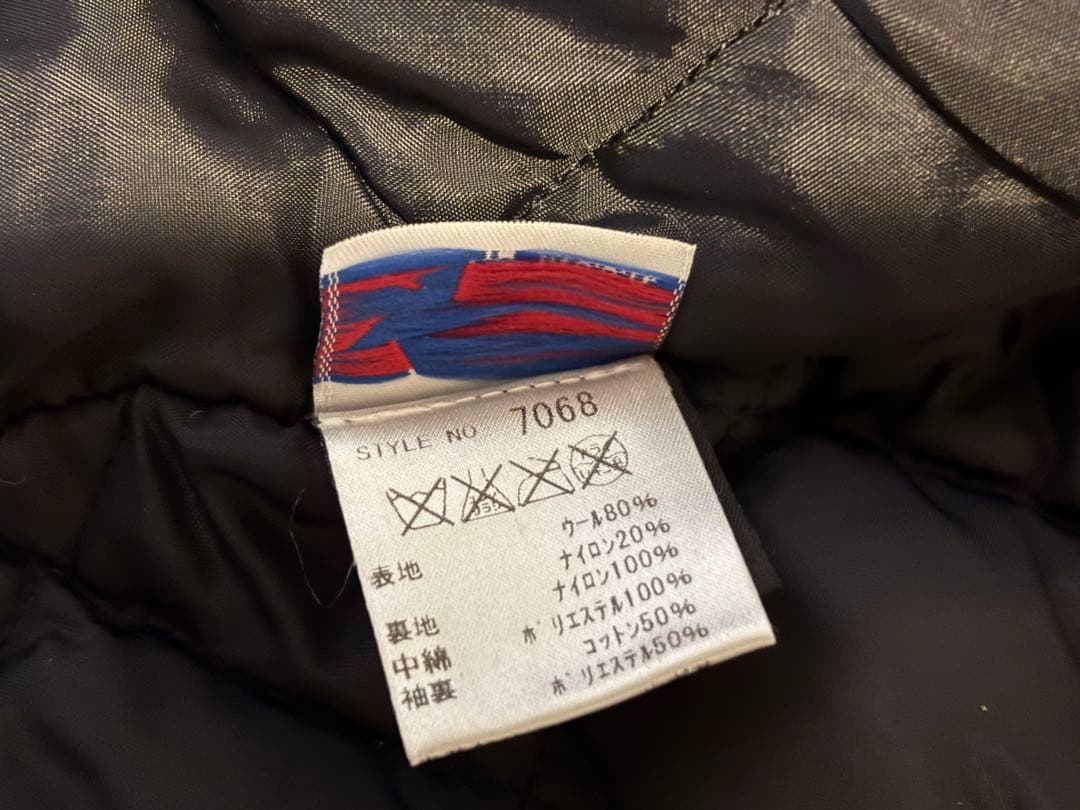 STYLE NO 7068
表地 ウール80%
ナイロン20%
裏地 ナイロン100%
中綿 ポリエステル100%
袖裏 コットン50%
ポリエステル50%